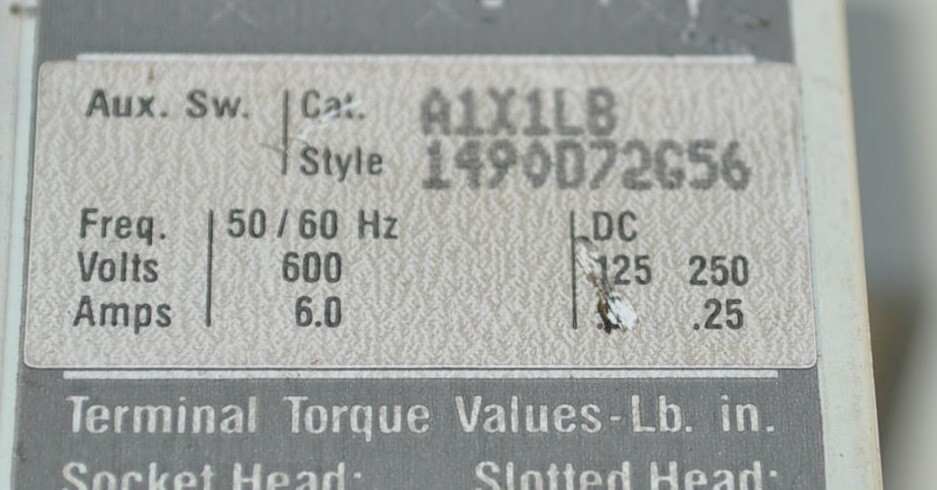 Aux. Sw. Cat. A1X1LB
Style 1490D72G56
Freq. 50 / 60 Hz DC
Volts 600 125 250
Amps 6.0 .25
Terminal Torque Values-Lb. in.
Socket Head: Slotted Head: